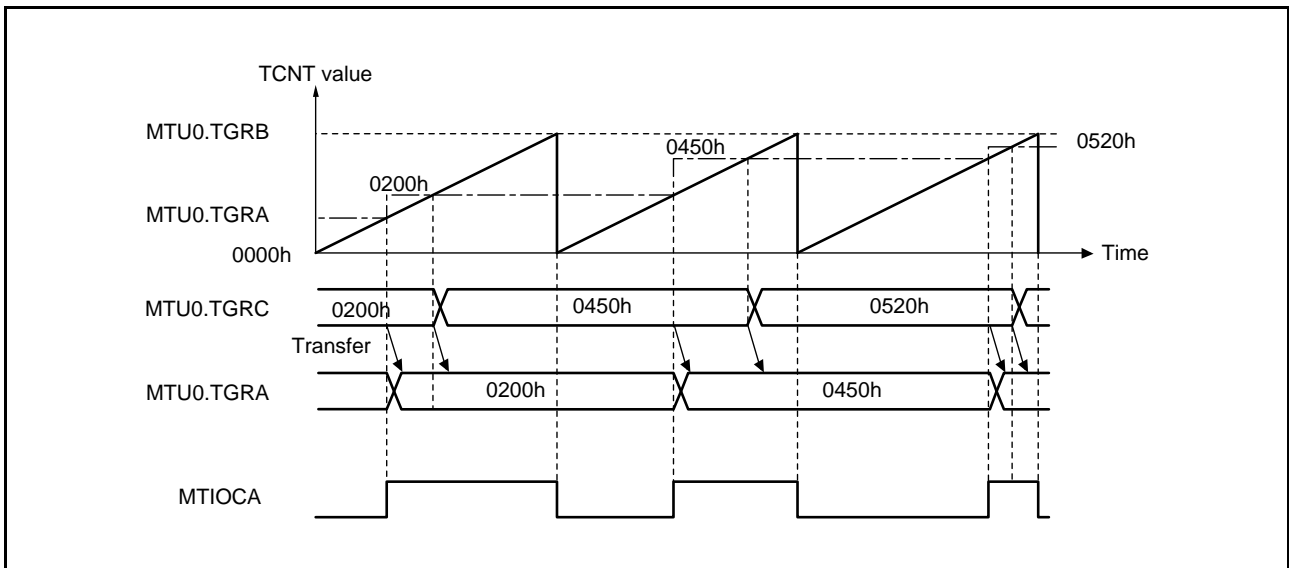 TCNT value
MTU0.TGRB
0520h
0450h
0200h
MTU0.TGRA
0000h
Time
MTU0.TGRC
0200h
0450h
0520h
Transfer
MTU0.TGRA
0200h
0450h
MTIOCA